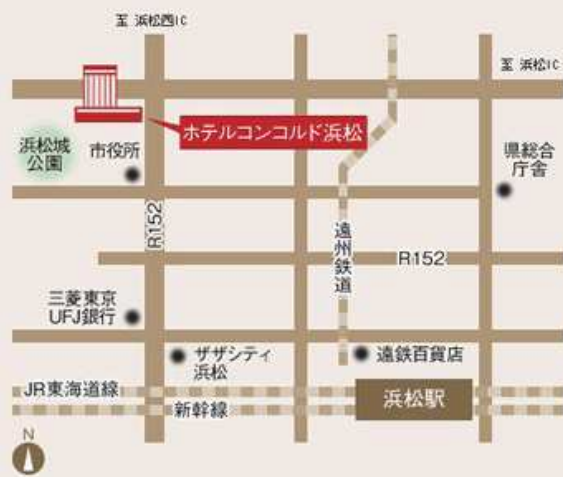 至 浜松西IC
至 浜松IC
ホテルコンコルド浜松
浜松城
公園
市役所
県総合
庁舎
R152
遠州鉄道
R152
三菱東京
UFJ銀行
ザザシティ
浜松
遠鉄百貨店
JR東海道線
新幹線
浜松駅
N